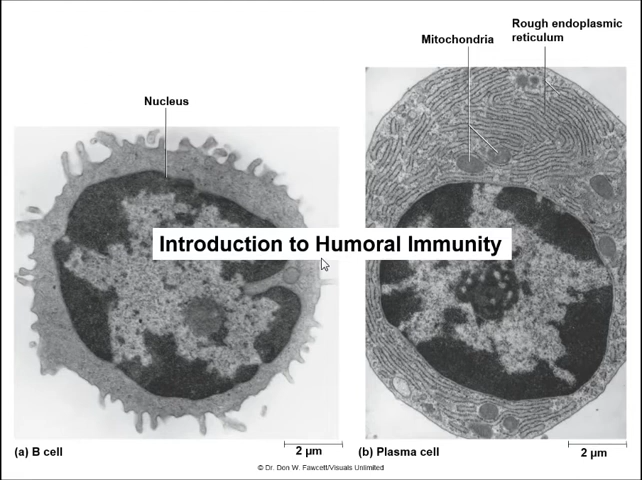 Rough endoplasmic
reticulum
Mitochondria
Nucleus
Introduction to Humoral Immunity
(a) B cell
2 µm
(b) Plasma cell
2 µm
© Dr. Don W. Fawcett/Visuals Unlimited